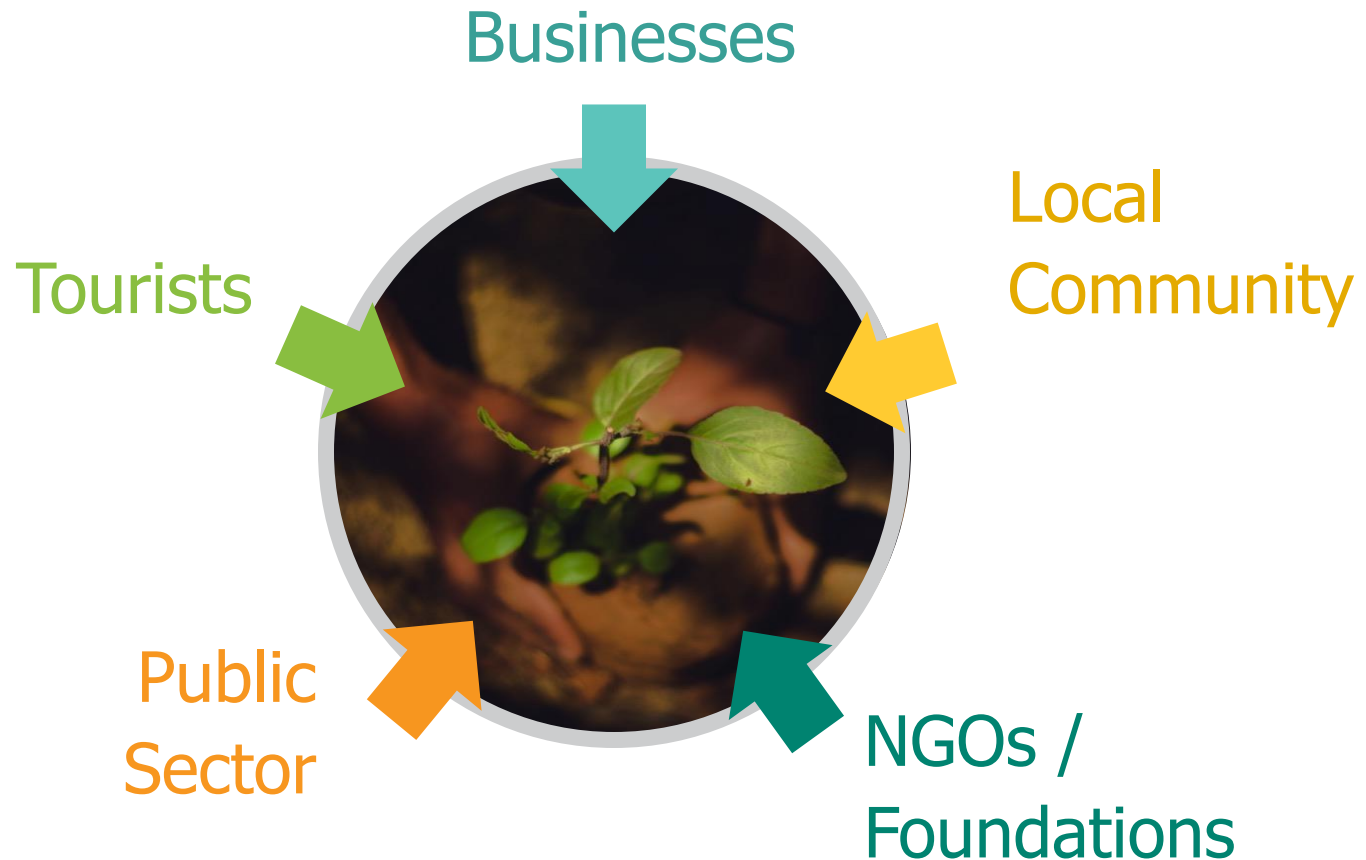 Businesses
Local
Community
Tourists
Public
Sector
NGOs /
Foundations